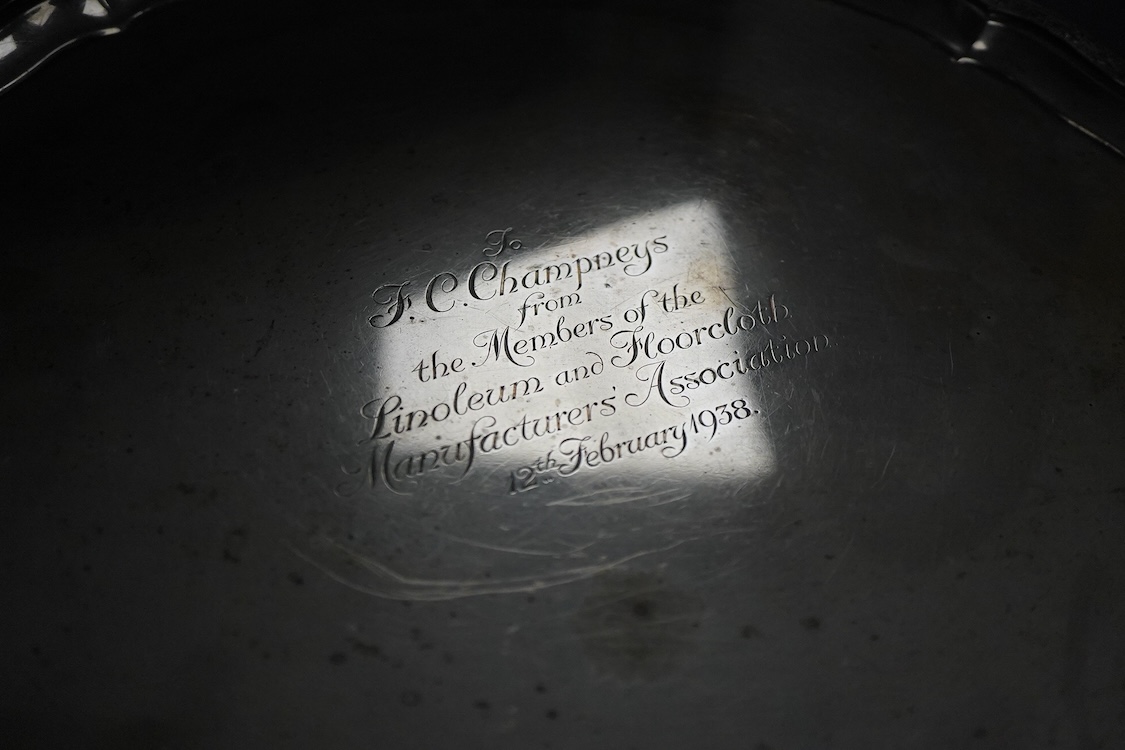 To
F. C. Champneys
from
the Members of the
Linoleum and Floorcloth
Manufacturers' Association
12th February 1938.